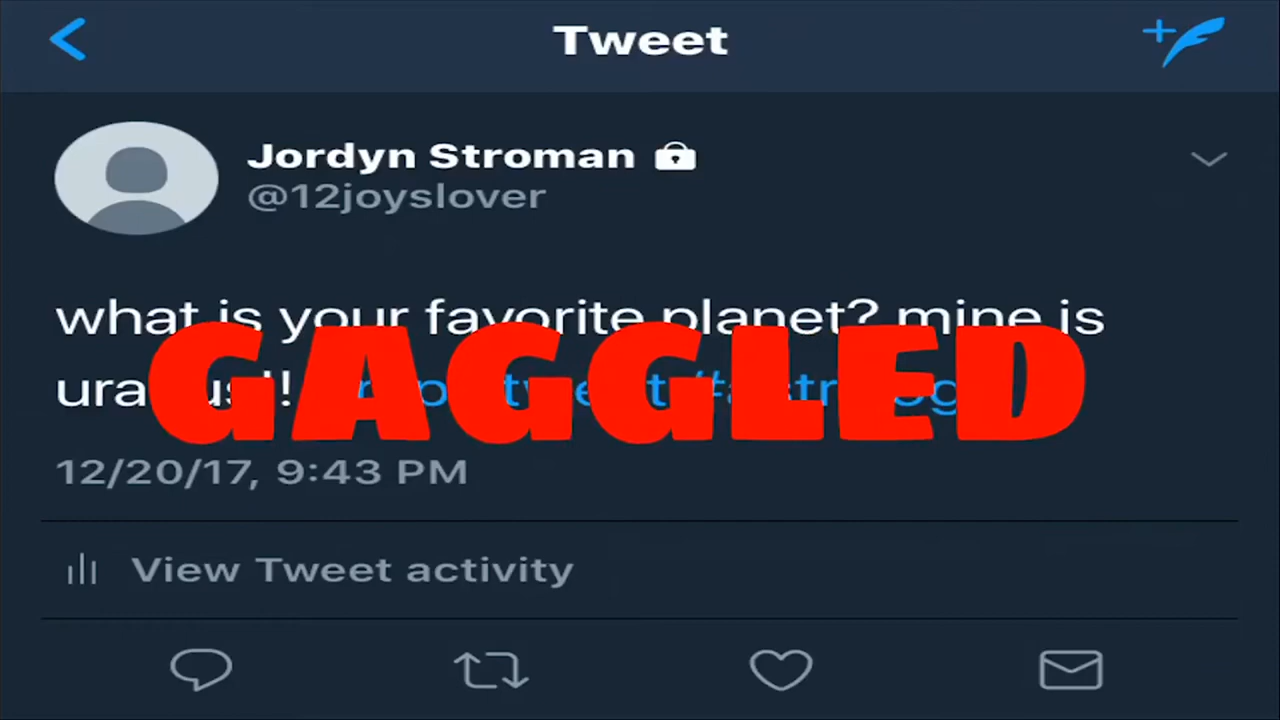 Tweet
Jordyn Stroman
@12joyslover
what is your favorite planet? mine is
GAGGLED
12/20/17, 9:43 PM
View Tweet activity